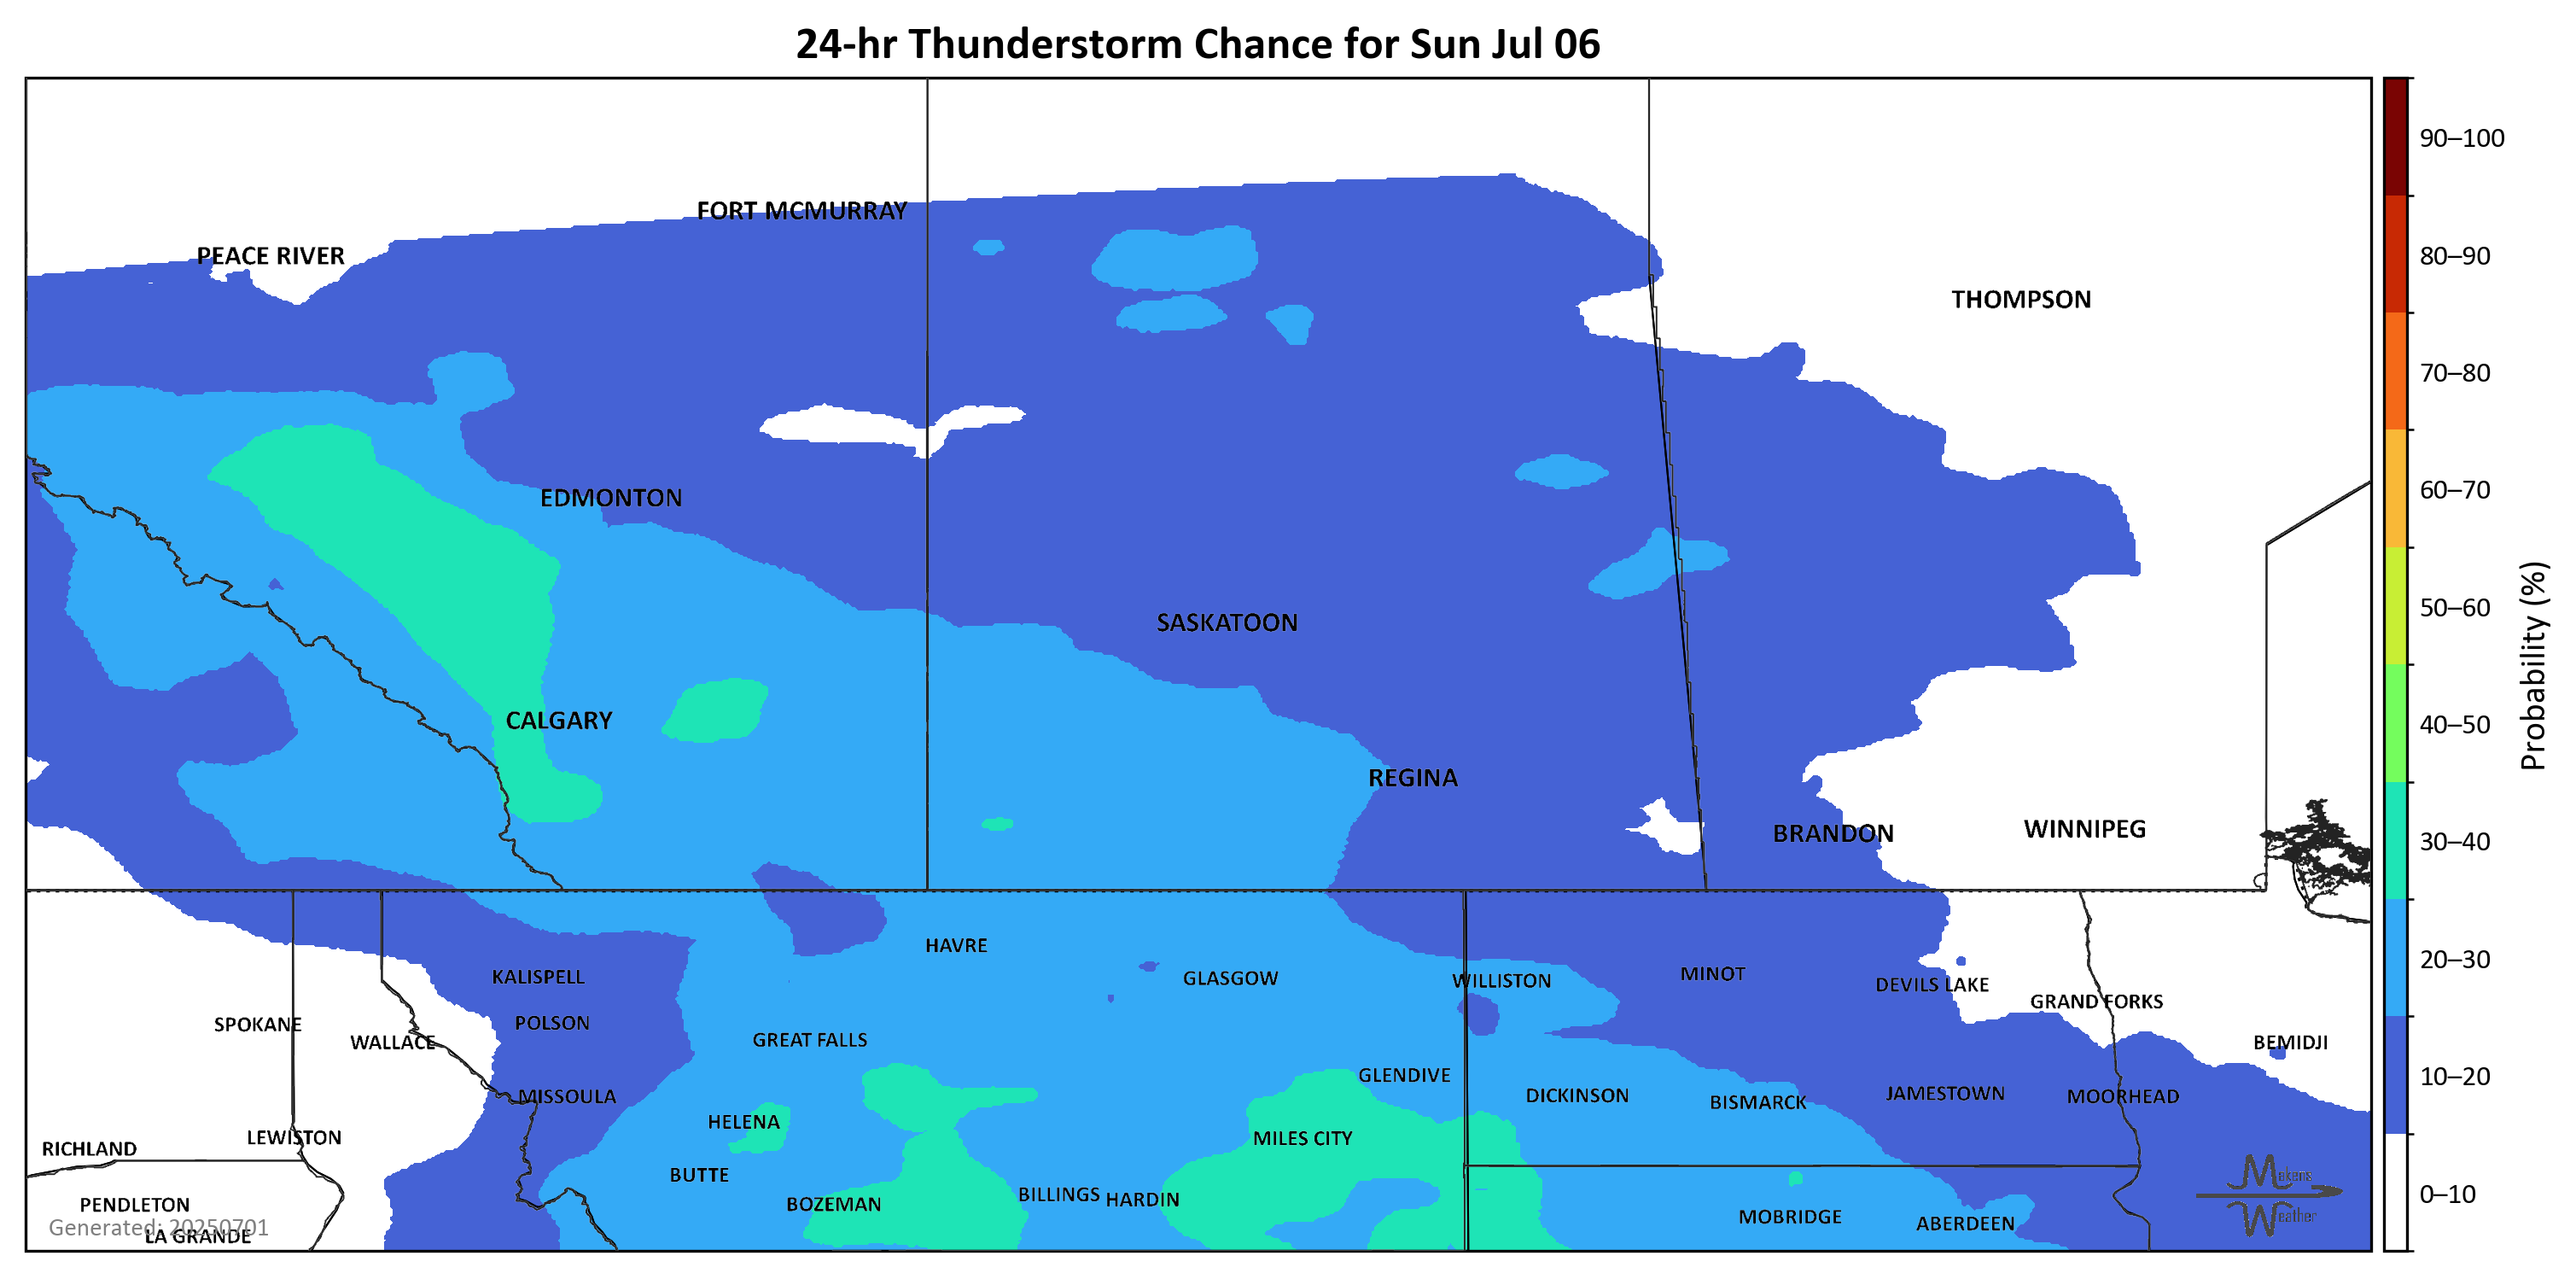 24-hr Thunderstorm Chance for Sun Jul 06
90–100
FORT MCMURRAY
PEACE RIVER
80–90
THOMPSON
70–80
EDMONTON
60–70
SASKATOON
50–60
Probability (%)
CALGARY
40–50
REGINA
WINNIPEG
BRANDON
30–40
HAVRE
20–30
MINOT
KALISPELL
GLASGOW
WILLISTON
DEVILS LAKE
GRAND FORKS
POLSON
SPOKANE
GREAT FALLS
WALLACE
BEMIDJI
GLENDIVE
10–20
JAMESTOWN
DICKINSON
MISSOULA
MOORHEAD
BISMARCK
HELENA
LEWISTON
MILES CITY
RICHLAND
BUTTE
Mekens
BILLINGS
0–10
HARDIN
PENDLETON
BOZEMAN
Weather
MOBRIDGE
ABERDEEN
Generated: 20250701
LA GRANDE